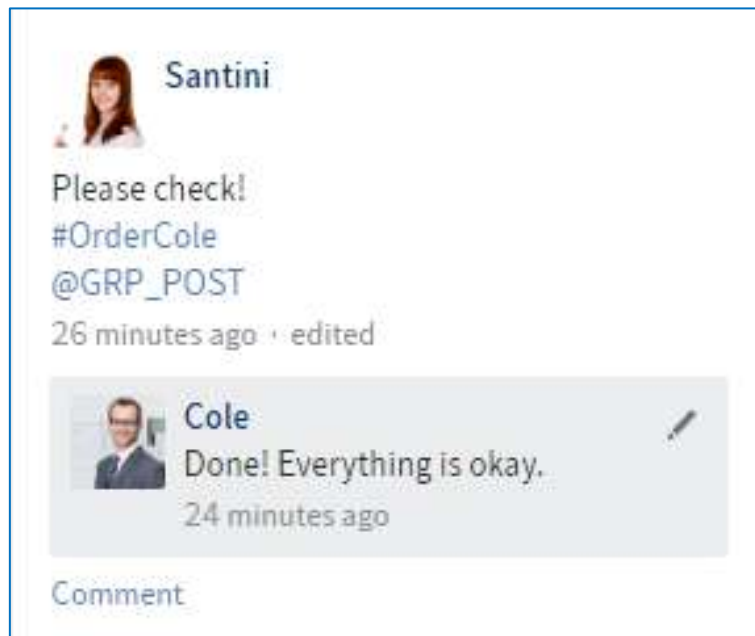 Santini
Please check!
#OrderCole
@GRP_POST
26 minutes ago · edited
Cole
Done! Everything is okay.
24 minutes ago
Comment